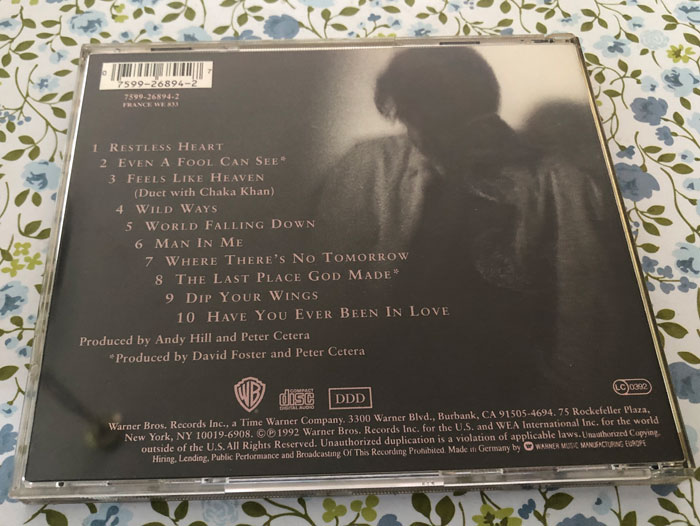 0 7
7599-26894-2
7599-26894-2
FRANCE WE 833
1 RESTLESS HEART
2 EVEN A FOOL CAN SEE*
3 FEELS LIKE HEAVEN
(Duet with Chaka Khan)
4 WILD WAYS
5 WORLD FALLING DOWN
6 MAN IN ME
7 WHERE THERE'S NO TOMORROW
8 THE LAST PLACE GOD MADE*
9 DIP YOUR WINGS
10 HAVE YOU EVER BEEN IN LOVE
Produced by Andy Hill and Peter Cetera
*Produced by David Foster and Peter Cetera
WB COMPACT disc DIGITAL AUDIO DDD LC 0392
Warner Bros. Records Inc., a Time Warner Company. 3300 Warner Blvd., Burbank, CA 91505-4694. 75 Rockefeller Plaza,
New York, NY 10019-6908. ©℗1992 Warner Bros. Records Inc. for the U.S. and WEA International Inc. for the world
outside of the U.S. All Rights Reserved. Unauthorized duplication is a violation of applicable laws. Unauthorized Copying,
Hiring, Lending, Public Performance and Broadcasting Of This Recording Prohibited. Made in Germany by WARNER MUSIC MANUFACTURING EUROPE